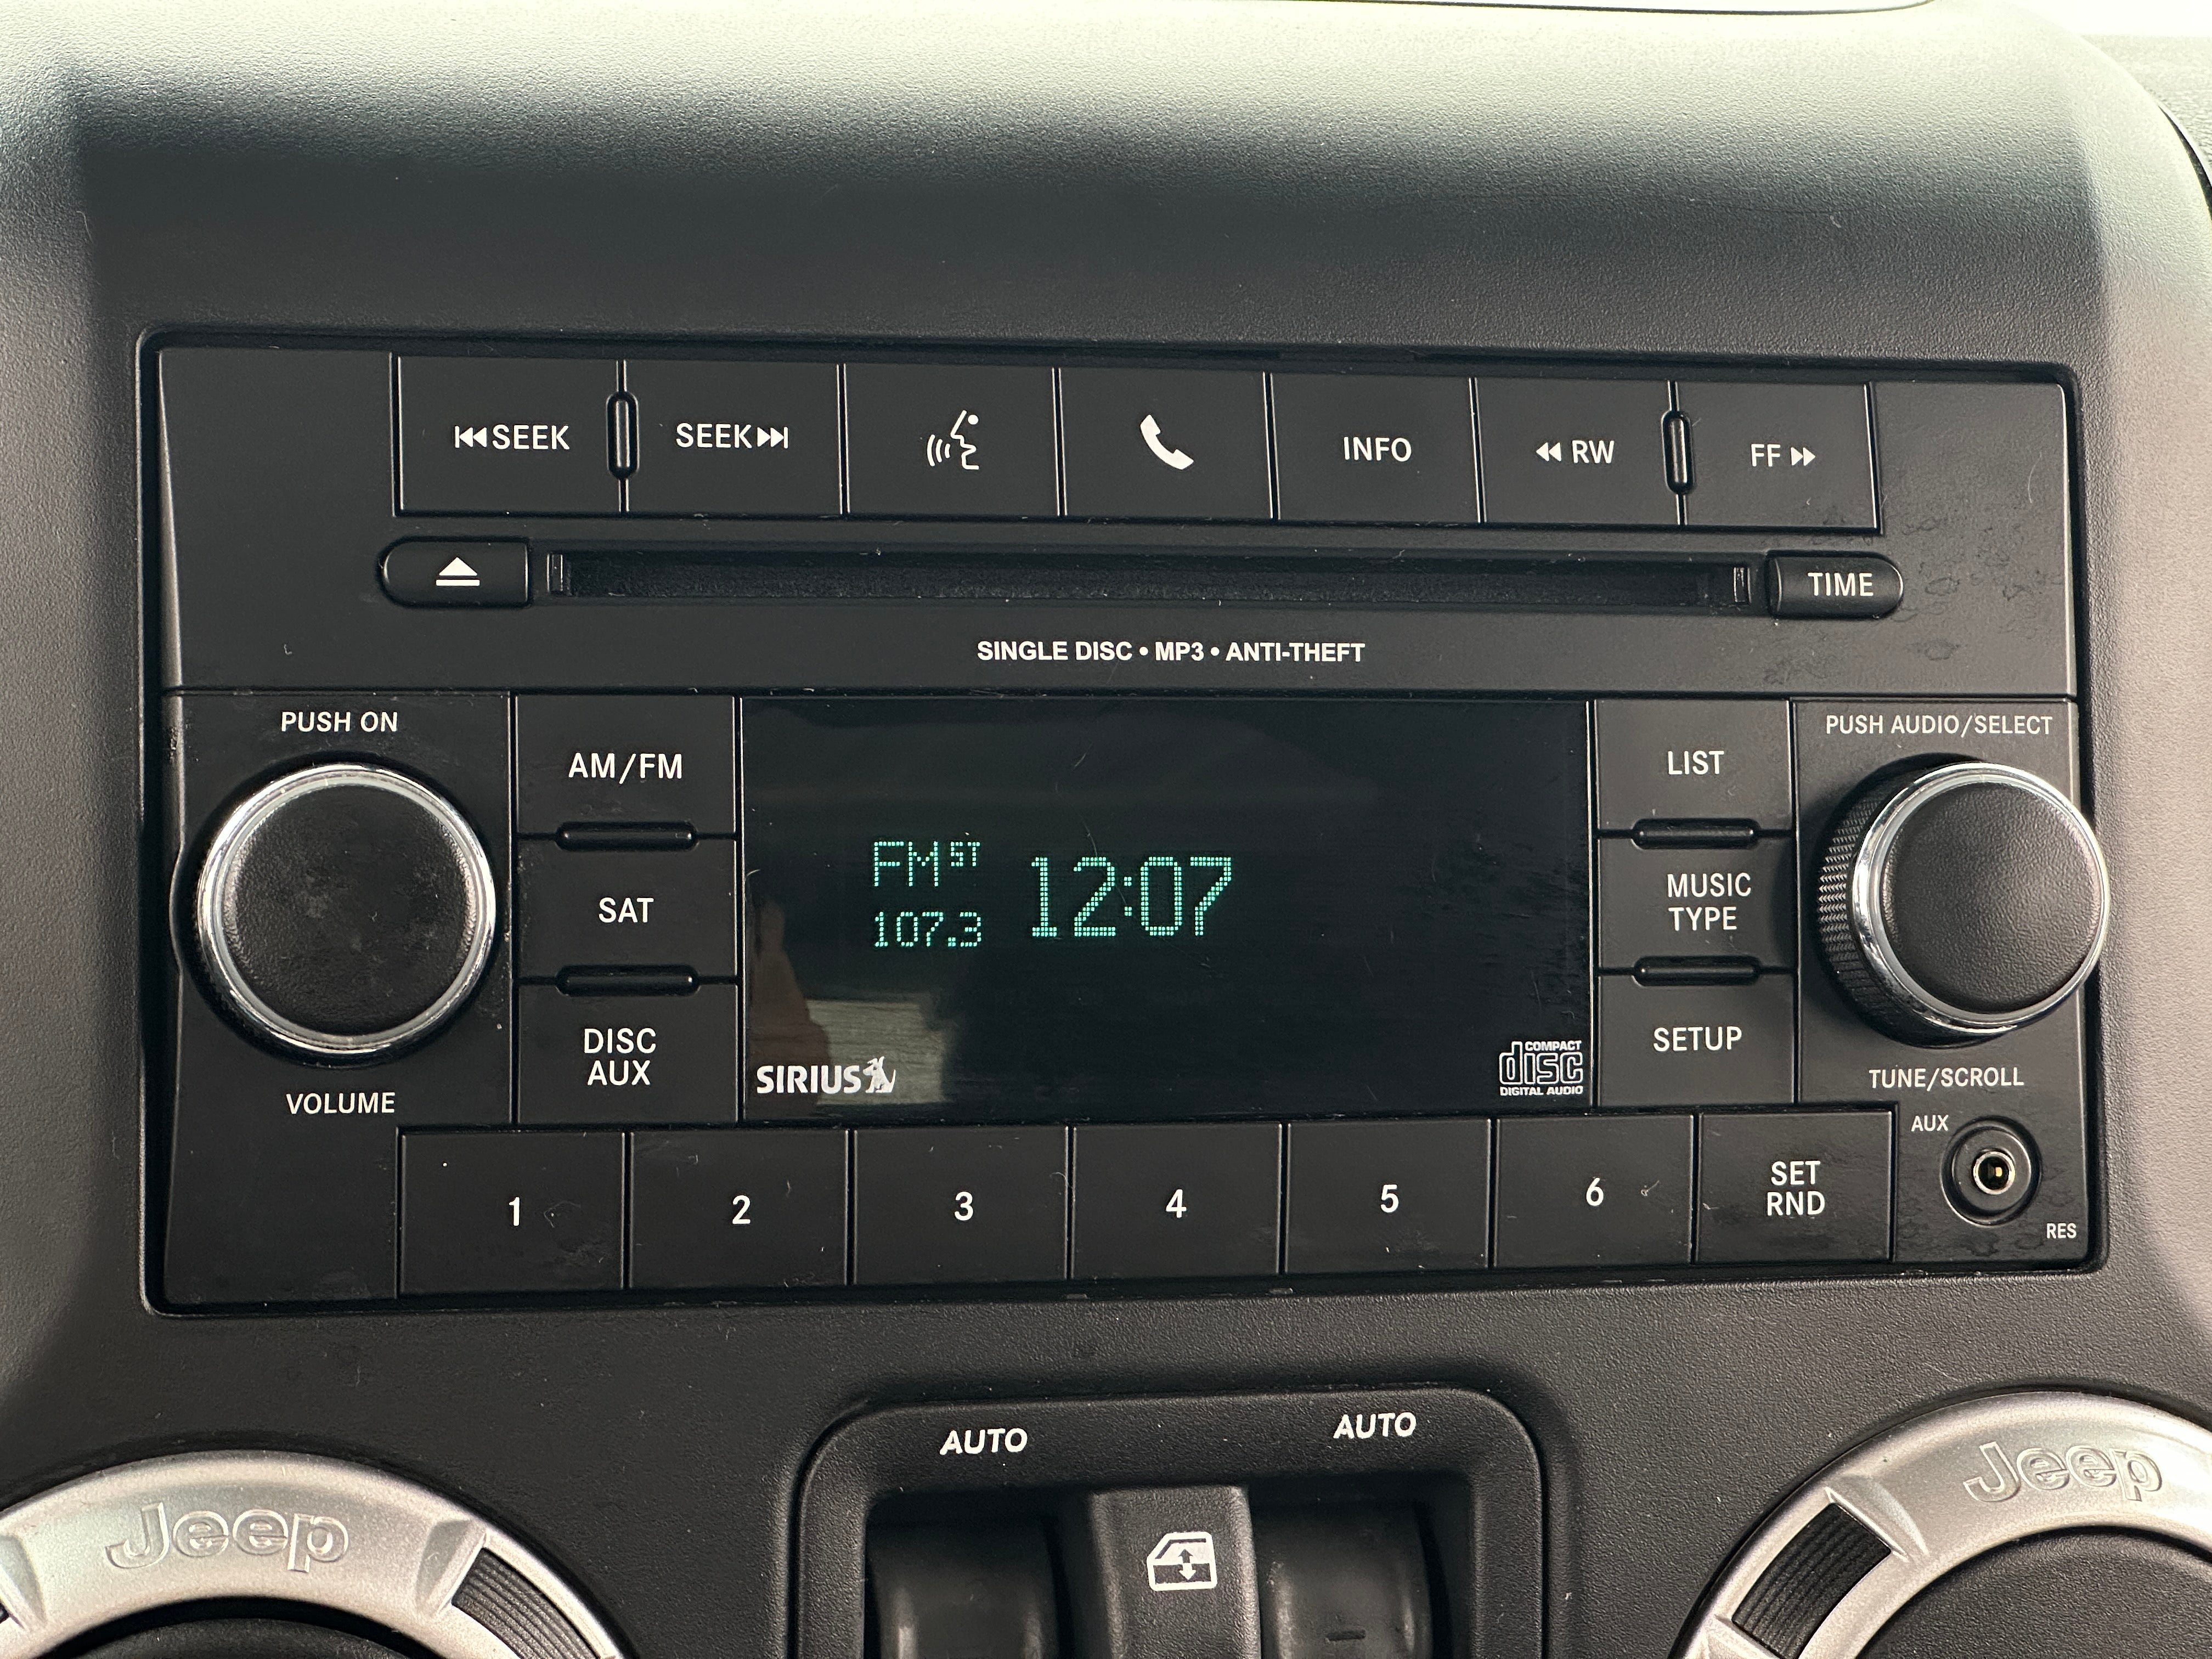 SEEK
SEEK
INFO
RW
FF
TIME
SINGLE DISC • MP3 • ANTI-THEFT
PUSH ON
VOLUME
AM/FM
SAT
DISC
AUX
FM ST
107.3
12:07
SIRIUS
COMPACT
disc
DIGITAL AUDIO
LIST
MUSIC
TYPE
SETUP
PUSH AUDIO/SELECT
TUNE/SCROLL
AUX
RES
1
2
3
4
5
6
SET
RND
AUTO
AUTO
Jeep
Jeep